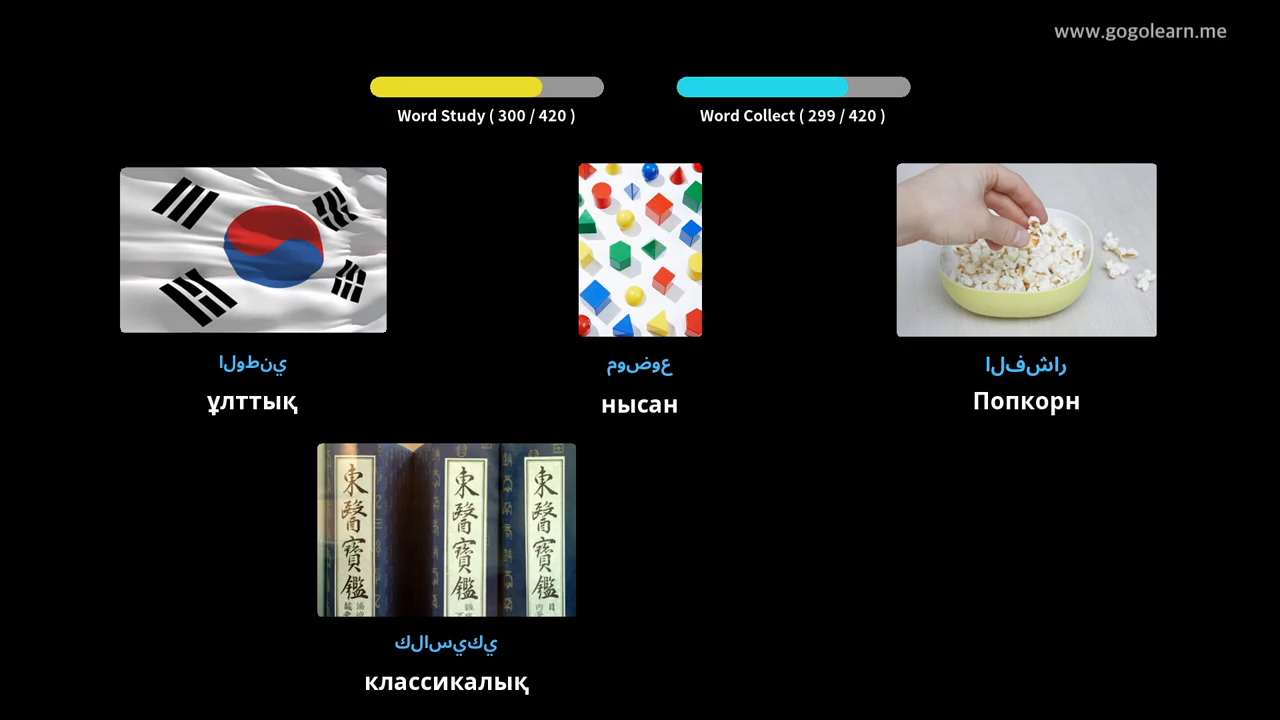 www.gogolearn.me
Word Study ( 300 / 420 )
Word Collect ( 299 / 420 )
الوطني
ұлттық
موضوع
нысан
الفشار
Попкорн
東醫寶鑑
東醫寶鑑
東醫寶鑑
كلاسيكي
классикалық